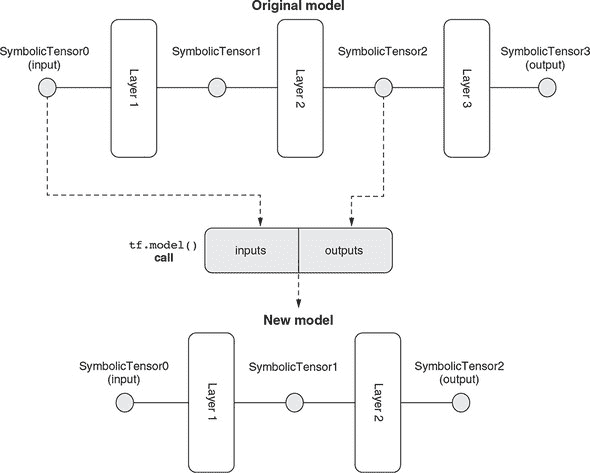 Original model
SymbolicTensor0
(input)
Layer 1
SymbolicTensor1
Layer 2
SymbolicTensor2
Layer 3
SymbolicTensor3
(output)
tf.model()
call
inputs
outputs
New model
SymbolicTensor0
(input)
Layer 1
SymbolicTensor1
Layer 2
SymbolicTensor2
(output)